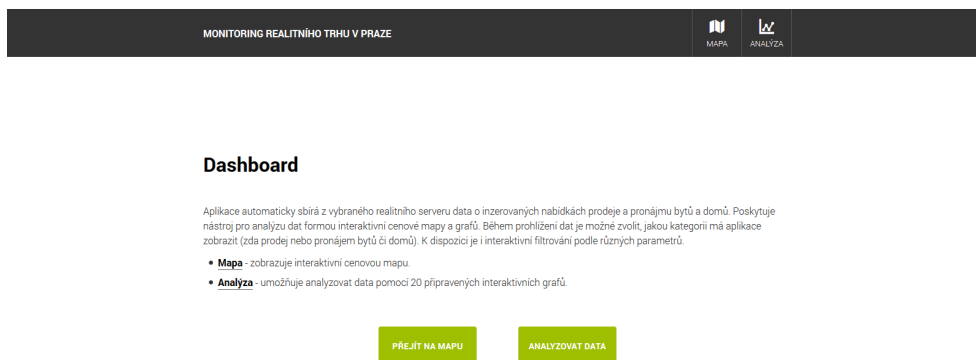 MONITORING REALITNÍHO TRHU V PRAZE
MAPA
ANALÝZA
Dashboard
Aplikace automaticky sbírá z vybraného realitního serveru data o inzerovaných nabídkách prodeje a pronájmu bytů a domů. Poskytuje
nástroj pro analýzu dat formou interaktivní cenové mapy a grafů. Během prohlížení dat je možné zvolit, jakou kategorii má aplikace
zobrazit (zda prodej nebo pronájem bytů či domů). K dispozici je i interaktivní filtrování podle různých parametrů.
• Mapa - zobrazuje interaktivní cenovou mapu.
• Analýza - umožňuje analyzovat data pomocí 20 připravených interaktivních grafů.
PŘEJÍT NA MAPU
ANALYZOVAT DATA